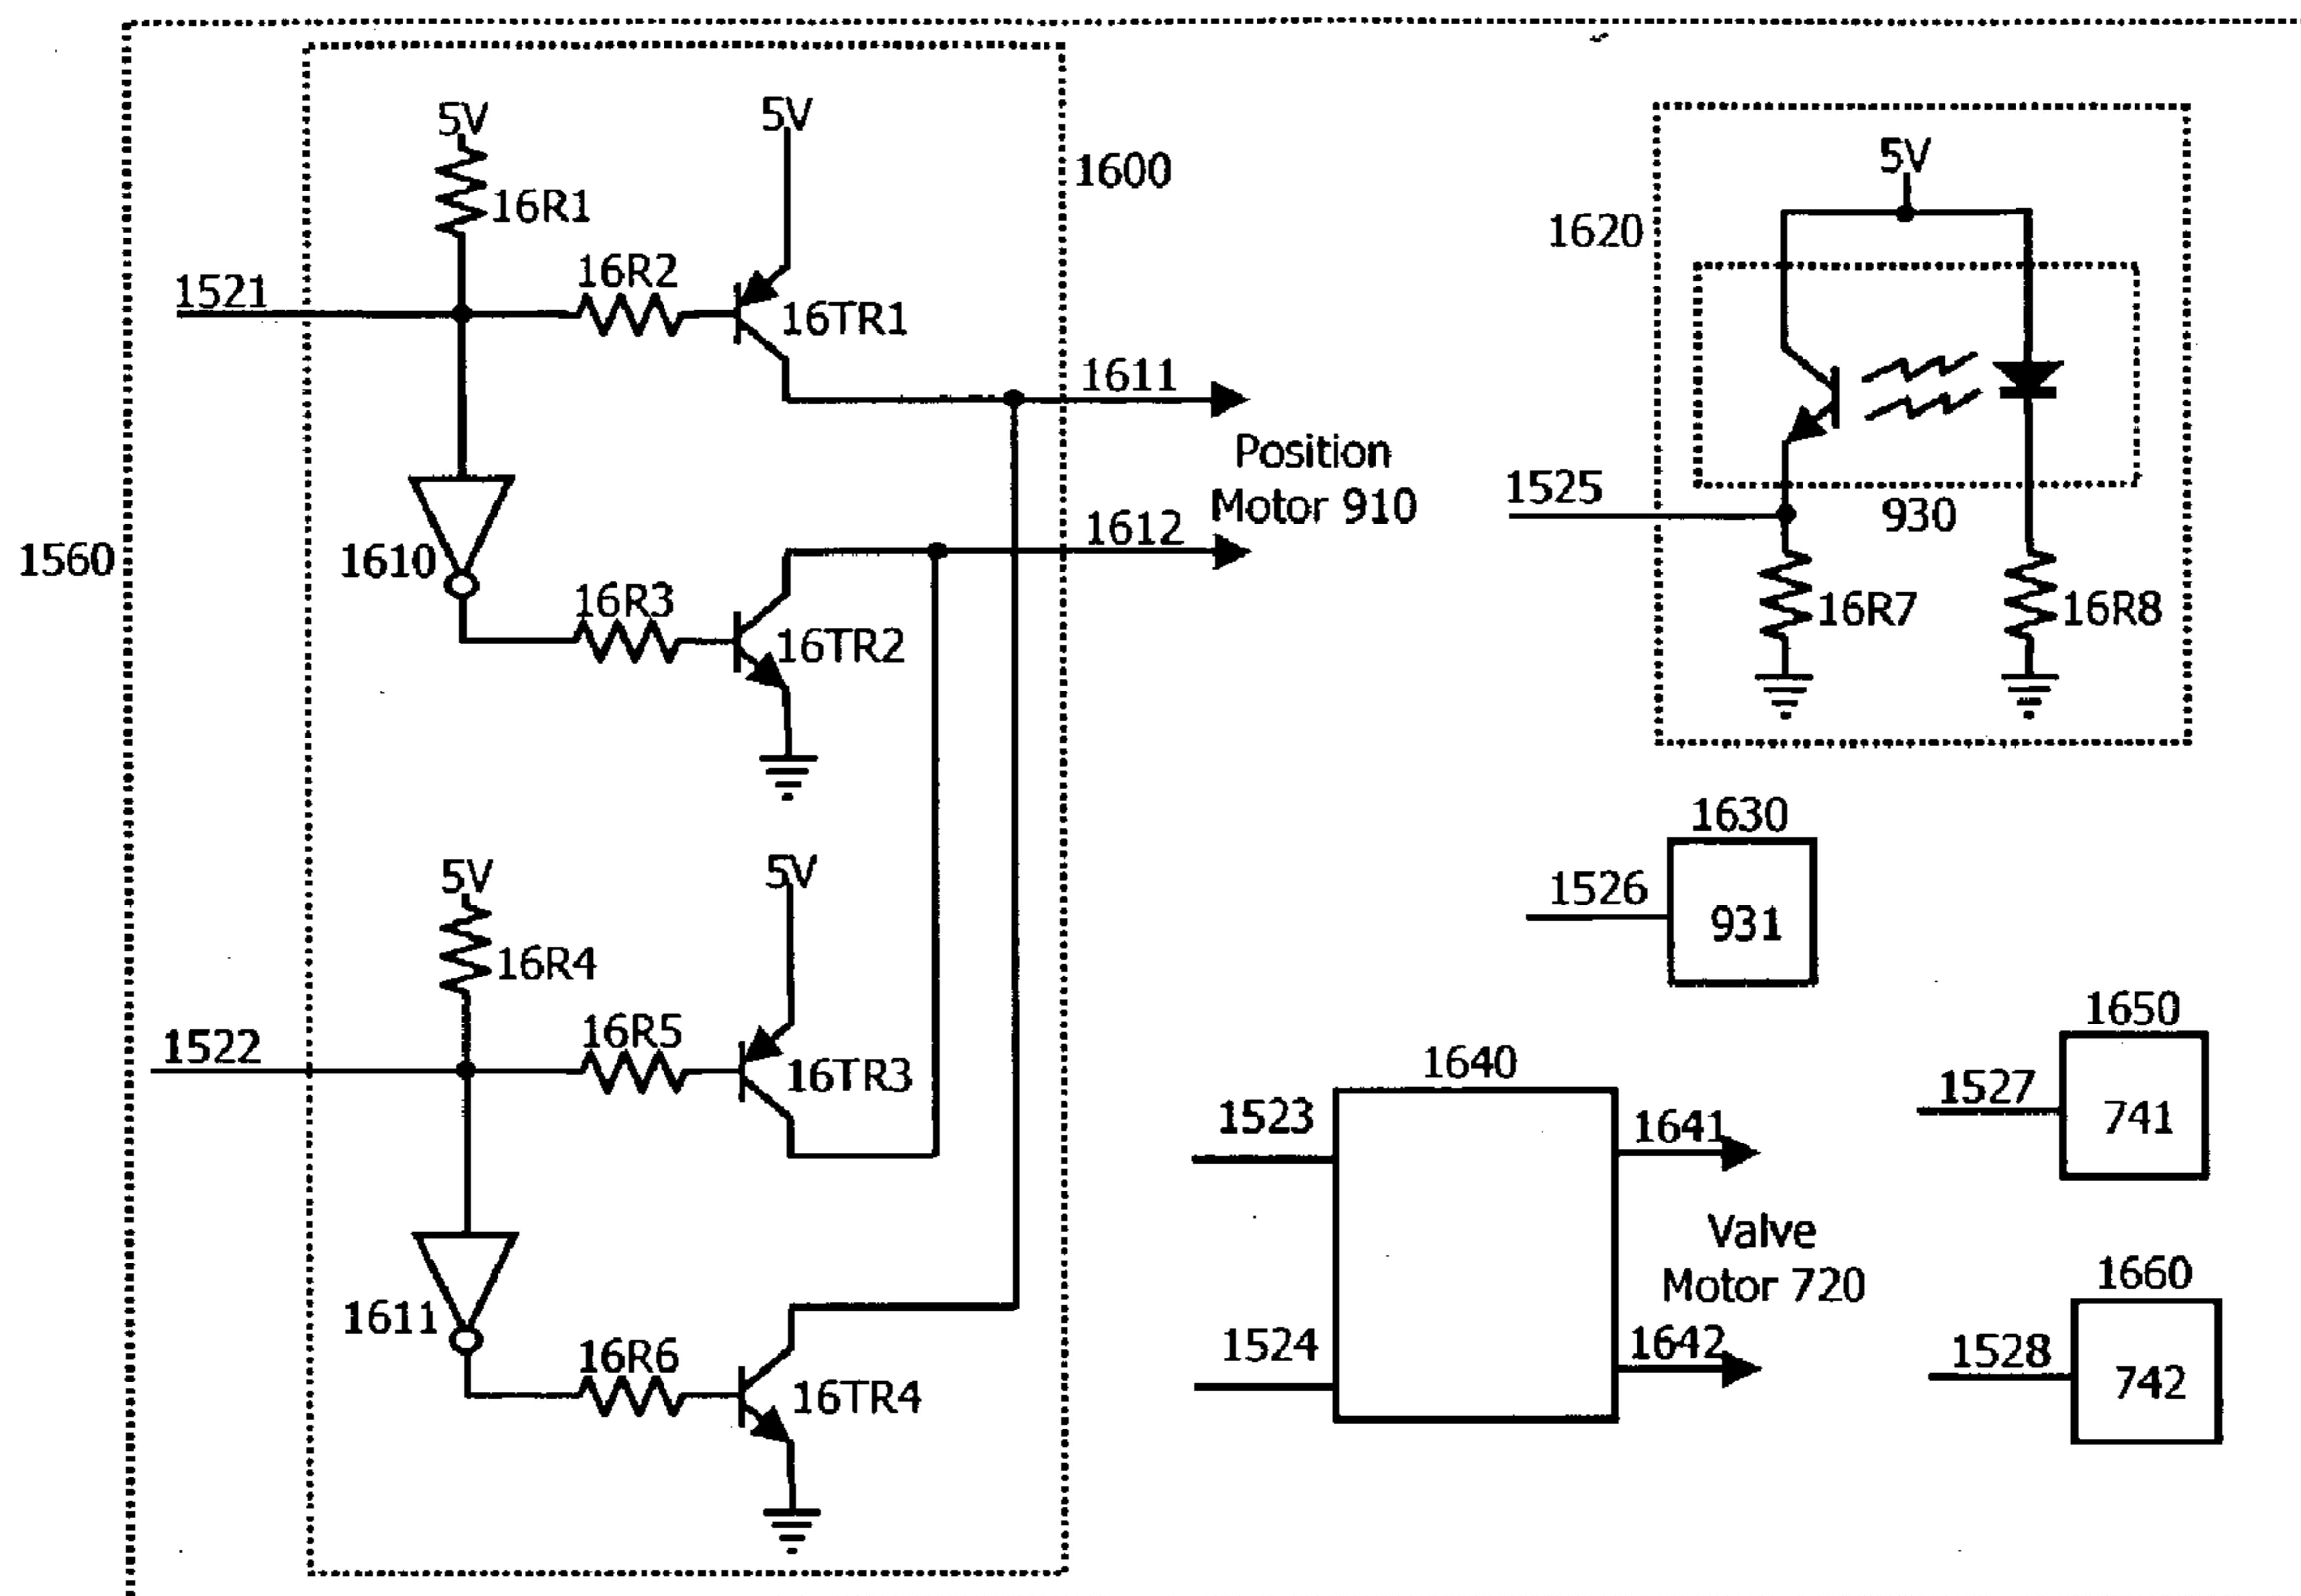 5V
5V
1600
16R1
16R2
1521
16TR1
1611
Position
Motor 910
1612
1560
1610
16R3
16TR2
5V
5V
16R4
16R5
1522
16TR3
1611
16R6
16TR4
5V
1620
1525
930
16R7
16R8
1630
1526
931
1640
1523
1641
Valve
Motor 720
1524
1642
1650
1527
741
1660
1528
742